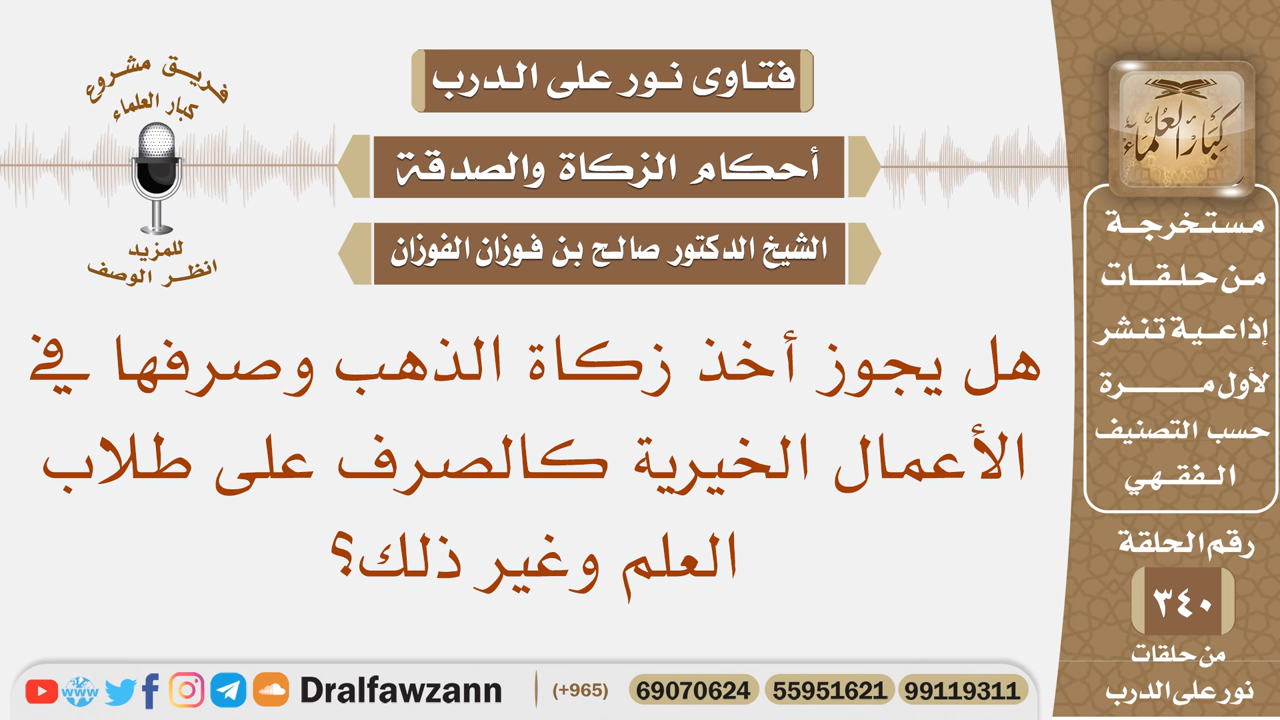 فتاوى نور على الدرب
أحكام الزكاة والصدقة
الشيخ الدكتور صالح بن فوزان الفوزان
هل يجوز أخذ زكاة الذهب وصرفها في
الأعمال الخيرية كالصرف على طلاب
العلم وغير ذلك؟
كبار العلماء
مستخرجة
من حلقات
إذاعية تنشر
لأول مرة
حسب التصنيف
الفقهي
رقم الحلقة
٣٤٠
من حلقات
نور على الدرب
فريق مشروع
كبار العلماء
للمزيد
انظر الوصف
www
Dralfawzann
(+965)
69070624
55951621
99119311